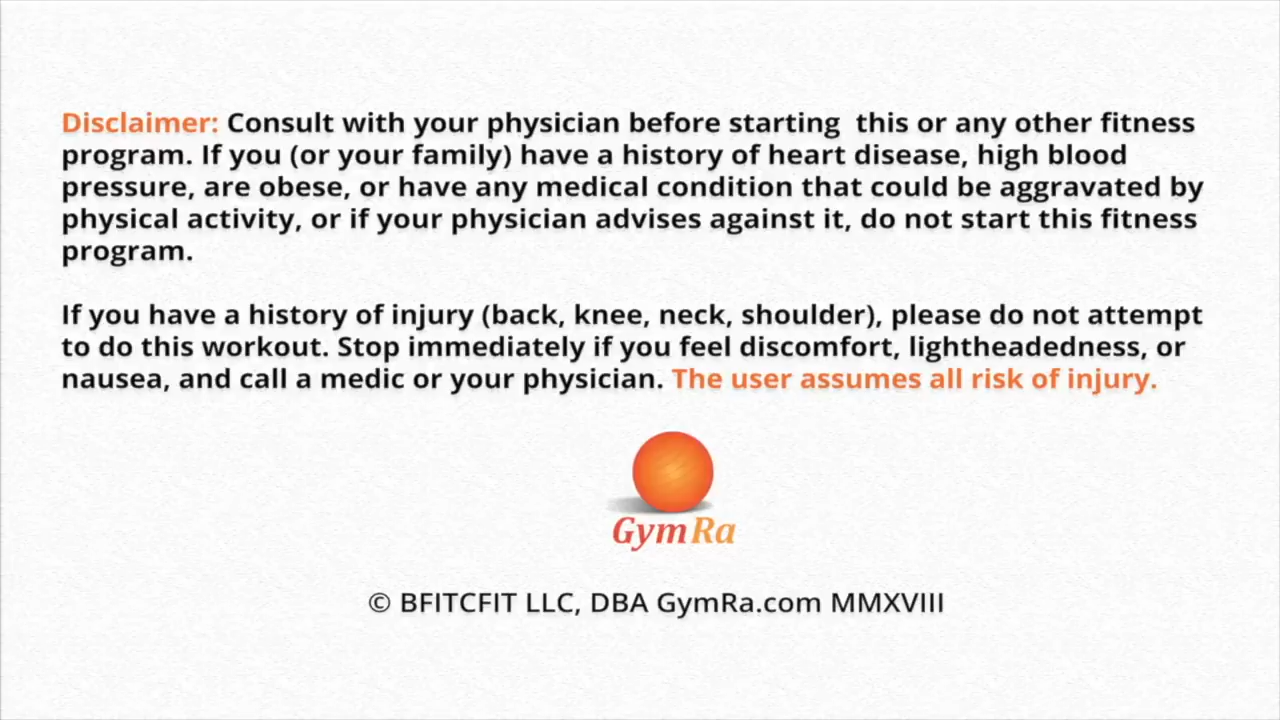 Disclaimer: Consult with your physician before starting  this or any other fitness
program. If you (or your family) have a history of heart disease, high blood
pressure, are obese, or have any medical condition that could be aggravated by
physical activity, or if your physician advises against it, do not start this fitness
program.
If you have a history of injury (back, knee, neck, shoulder), please do not attempt
to do this workout. Stop immediately if you feel discomfort, lightheadedness, or
nausea, and call a medic or your physician. The user assumes all risk of injury.
GymRa
© BFITCFIT LLC, DBA GymRa.com MMXVIII